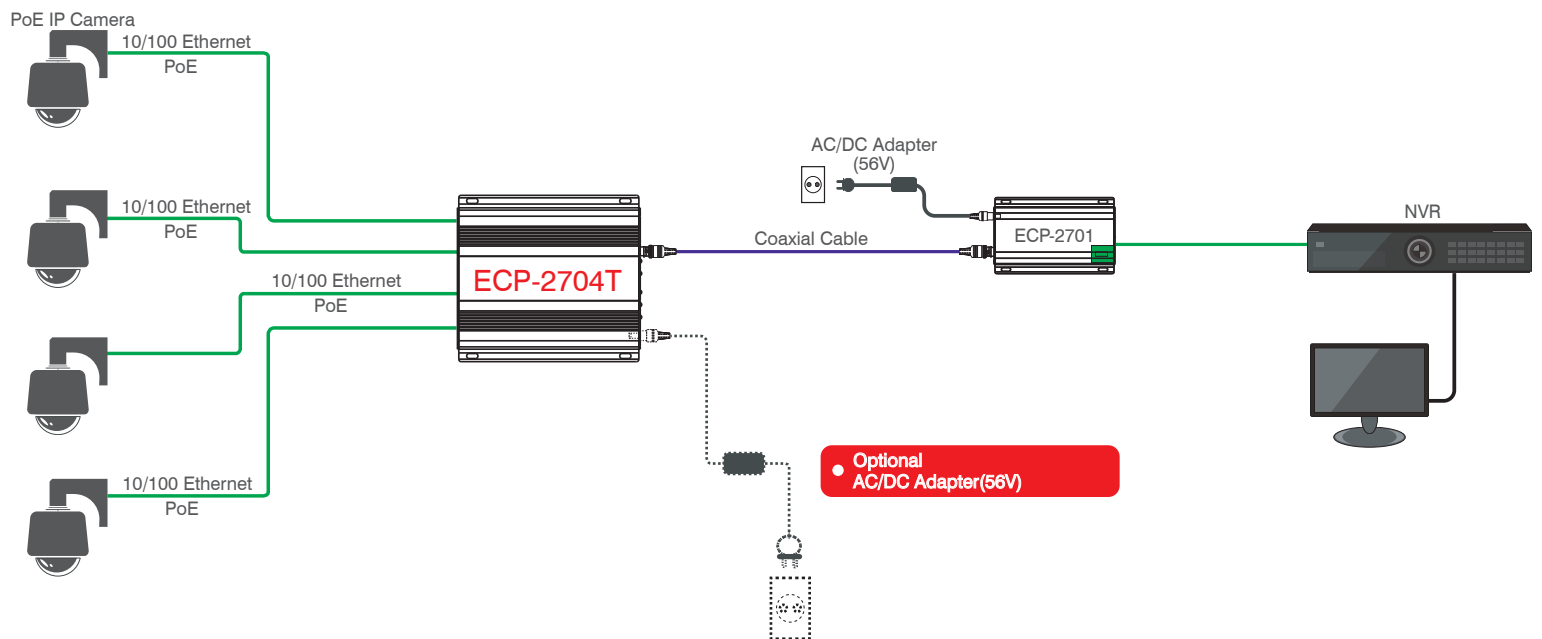 PoE IP Camera
10/100 Ethernet
PoE
10/100 Ethernet
PoE
10/100 Ethernet
PoE
10/100 Ethernet
PoE
ECP-2704T
AC/DC Adapter
(56V)
Coaxial Cable
ECP-2701
NVR
Optional
AC/DC Adapter(56V)